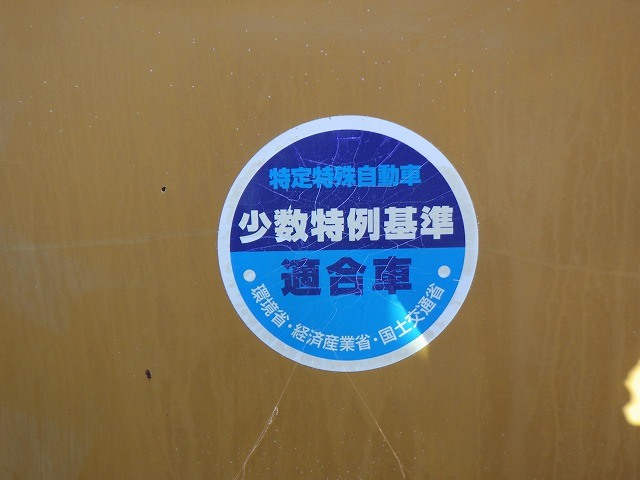 特定特殊自動車
少数特例基準
適合車
環境省・経済産業省・国土交通省